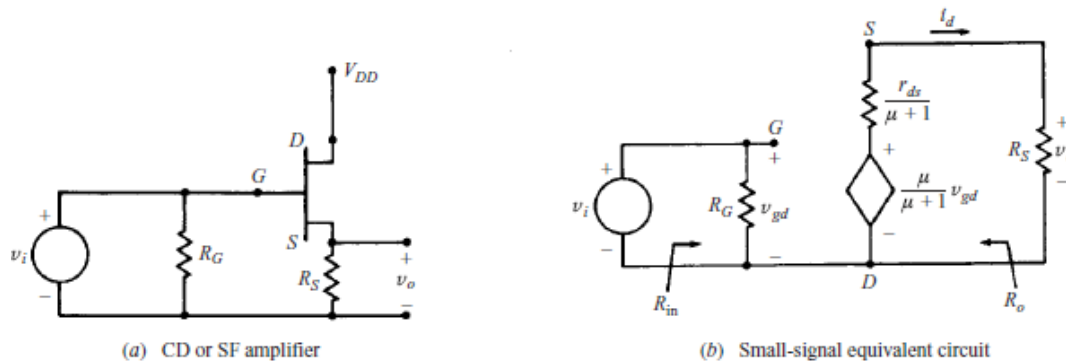 V_DD
D
G
S
v_i
+
−
R_G
R_S
+
v_o
−
(a) CD or SF amplifier
S
i_d
r_ds
μ + 1
G
+
−
v_i
R_G
+
v_gd
−
+
μ
μ + 1
v_gd
−
R_S
+
v
−
D
R_in
R_o
(b) Small-signal equivalent circuit